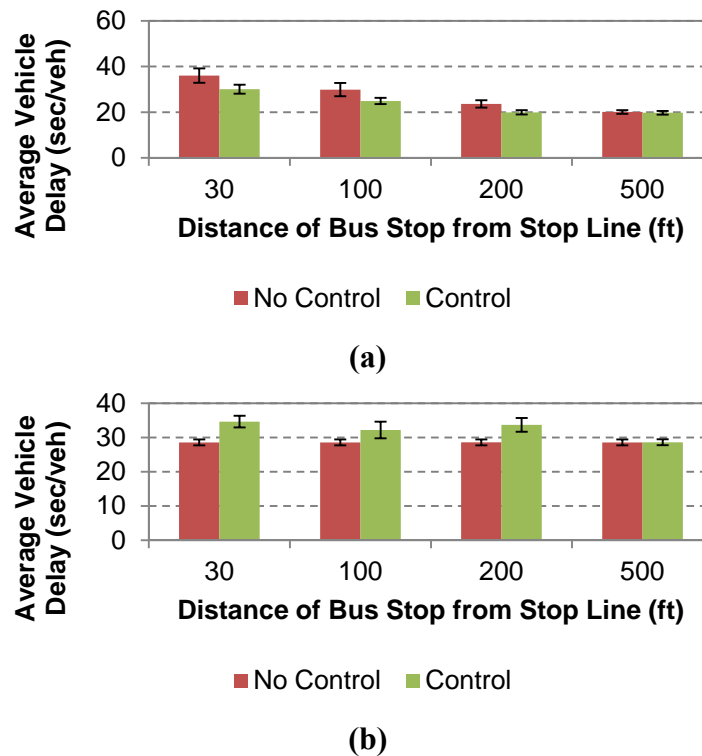 Average Vehicle
Delay (sec/veh)
60
40
20
0
30 100 200 500
Distance of Bus Stop from Stop Line (ft)
No Control Control
(a)
Average Vehicle
Delay (sec/veh)
40
30
20
10
0
30 100 200 500
Distance of Bus Stop from Stop Line (ft)
No Control Control
(b)